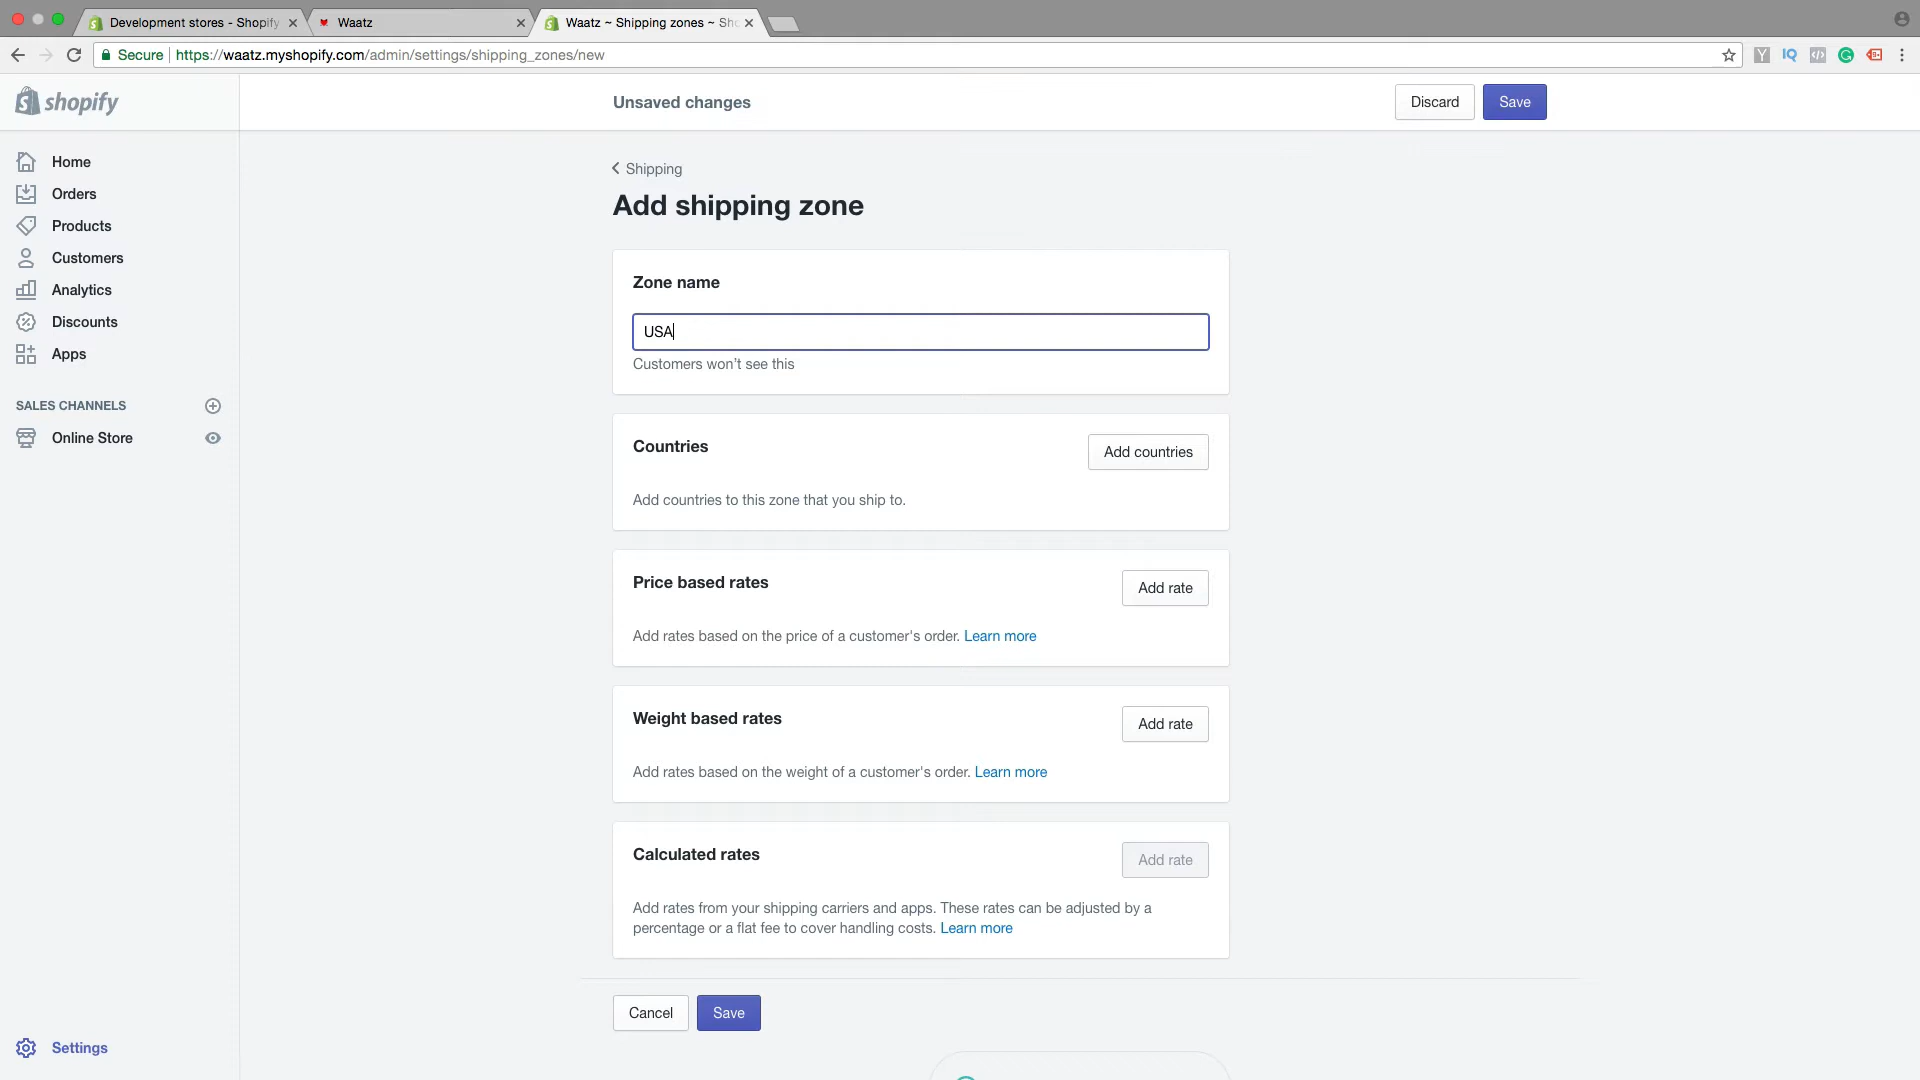 Development stores - Shopify
Waatz
Waatz ~ Shipping zones ~ Sho
Secure
https://waatz.myshopify.com/admin/settings/shipping_zones/new
IQ
shopify
Unsaved changes
Discard
Save
Home
Orders
Products
Customers
Analytics
Discounts
Apps
SALES CHANNELS
Online Store
Settings
Shipping
Add shipping zone
Zone name
USA
Customers won't see this
Countries
Add countries
Add countries to this zone that you ship to.
Price based rates
Add rate
Add rates based on the price of a customer's order. Learn more
Weight based rates
Add rate
Add rates based on the weight of a customer's order. Learn more
Calculated rates
Add rate
Add rates from your shipping carriers and apps. These rates can be adjusted by a
percentage or a flat fee to cover handling costs. Learn more
Cancel
Save